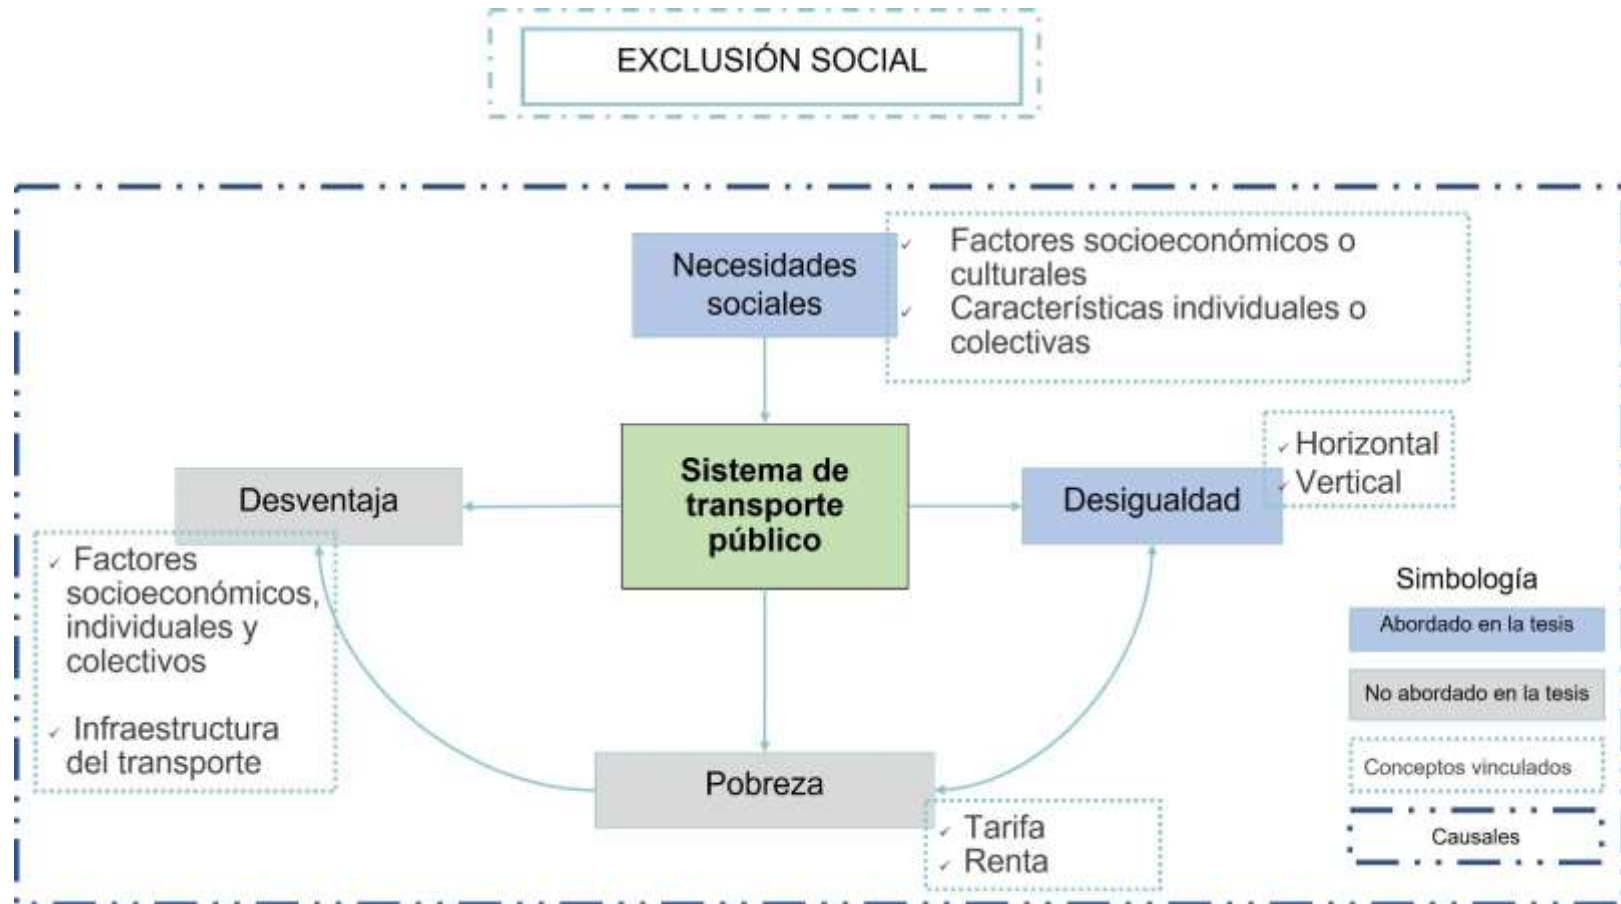 EXCLUSIÓN SOCIAL
Necesidades
sociales
✓ Factores socioeconómicos o
culturales
✓ Características individuales o
colectivas
Desventaja
Sistema de
transporte
público
Desigualdad
✓ Horizontal
✓ Vertical
✓ Factores
socioeconómicos,
individuales y
colectivos
✓ Infraestructura
del transporte
Pobreza
✓ Tarifa
✓ Renta
Simbología
Abordado en la tesis
No abordado en la tesis
Conceptos vinculados
Causales